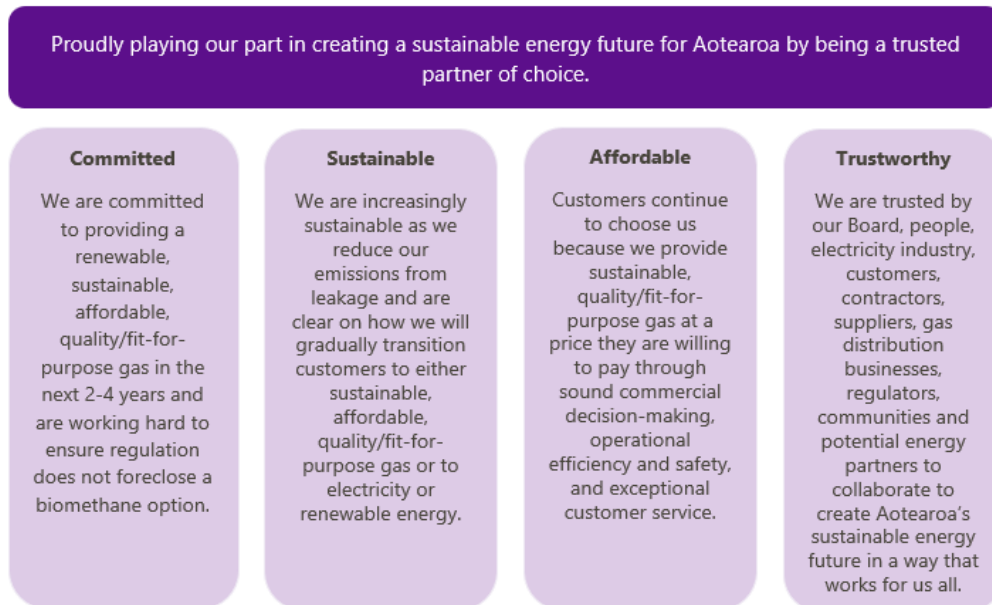 Proudly playing our part in creating a sustainable energy future for Aotearoa by being a trusted
partner of choice.
Committed
We are committed
to providing a
renewable,
sustainable,
affordable,
quality/fit-for-
purpose gas in the
next 2-4 years and
are working hard to
ensure regulation
does not foreclose a
biomethane option.
Sustainable
We are increasingly
sustainable as we
reduce our
emissions from
leakage and are
clear on how we will
gradually transition
customers to either
sustainable,
affordable,
quality/fit-for-
purpose gas or to
electricity or
renewable energy.
Affordable
Customers continue
to choose us
because we provide
sustainable,
quality/fit-for-
purpose gas at a
price they are willing
to pay through
sound commercial
decision-making,
operational
efficiency and safety,
and exceptional
customer service.
Trustworthy
We are trusted by
our Board, people,
electricity industry,
customers,
contractors,
suppliers, gas
distribution
businesses,
regulators,
communities and
potential energy
partners to
collaborate to
create Aotearoa's
sustainable energy
future in a way that
works for us all.